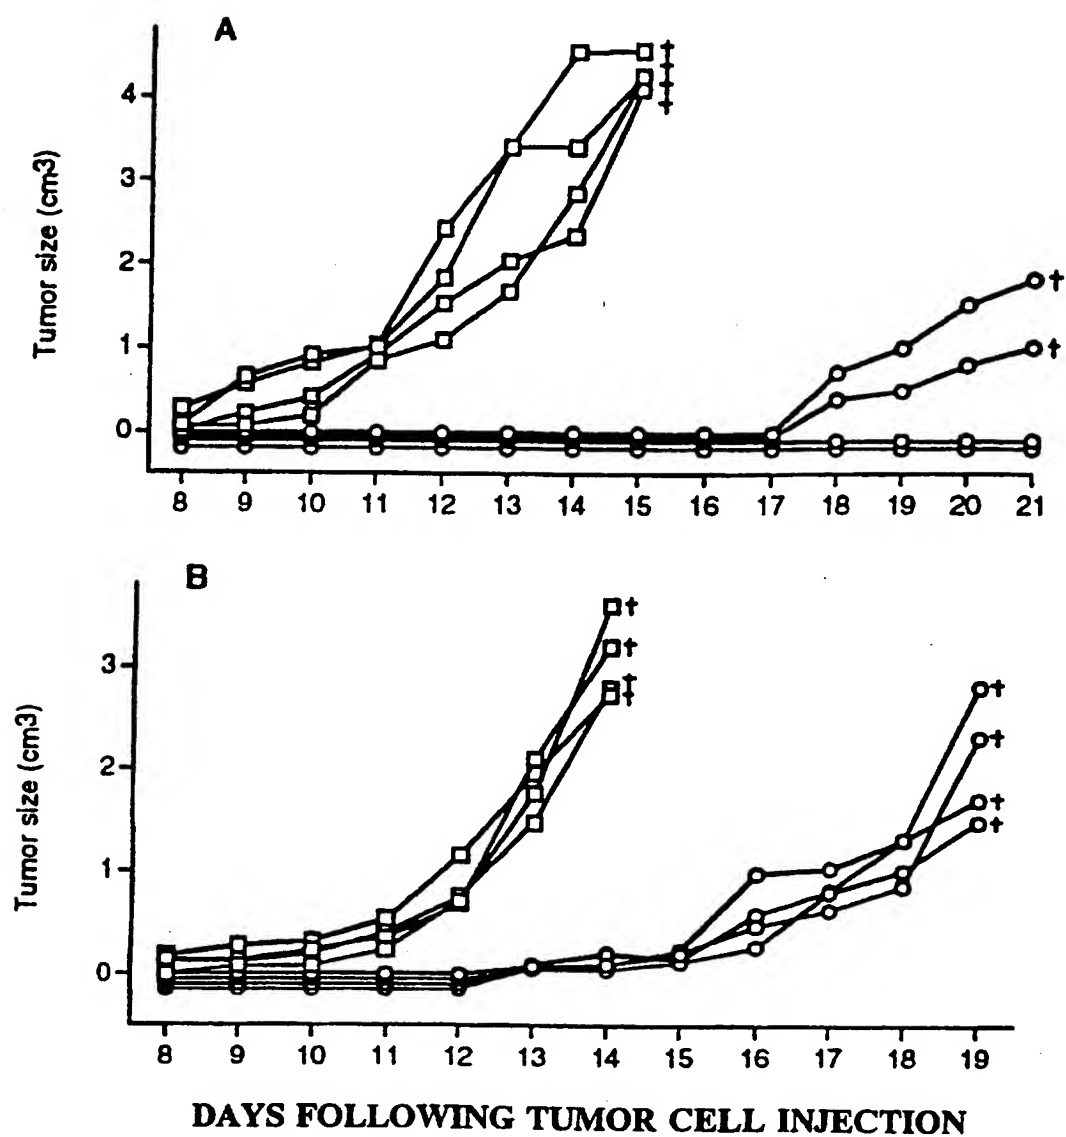 A
Tumor size (cm3)
4
3
2
1
0
† † † †
†
†
8 9 10 11 12 13 14 15 16 17 18 19 20 21
B
Tumor size (cm3)
3
2
1
0
† † † †
† † † †
8 9 10 11 12 13 14 15 16 17 18 19
DAYS FOLLOWING TUMOR CELL INJECTION